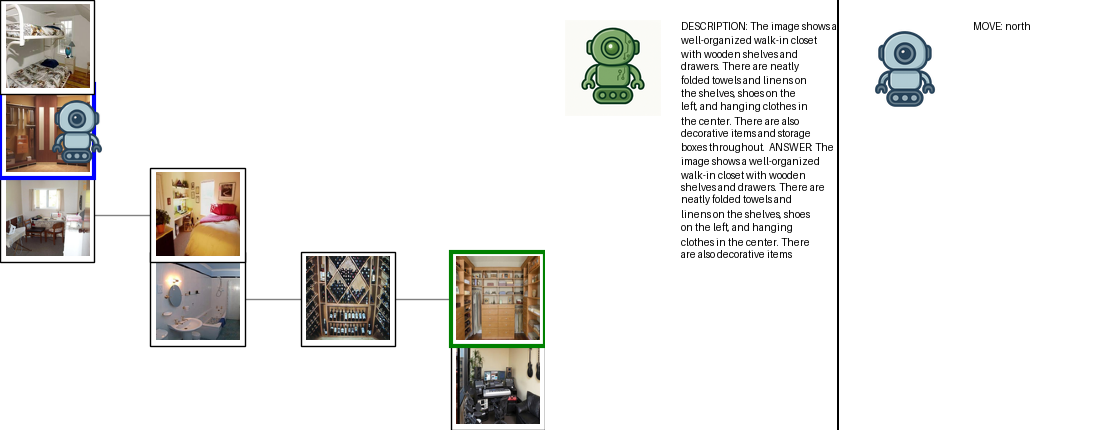 DESCRIPTION: The image shows a
well-organized walk-in closet
with wooden shelves and
drawers. There are neatly
folded towels and linens on
the shelves, shoes on the
left, and hanging clothes in
the center. There are also
decorative items and storage
boxes throughout. ANSWER: The
image shows a well-organized
walk-in closet with wooden
shelves and drawers. There are
neatly folded towels and
linens on the shelves, shoes
on the left, and hanging
clothes in the center. There
are also decorative items
MOVE: north